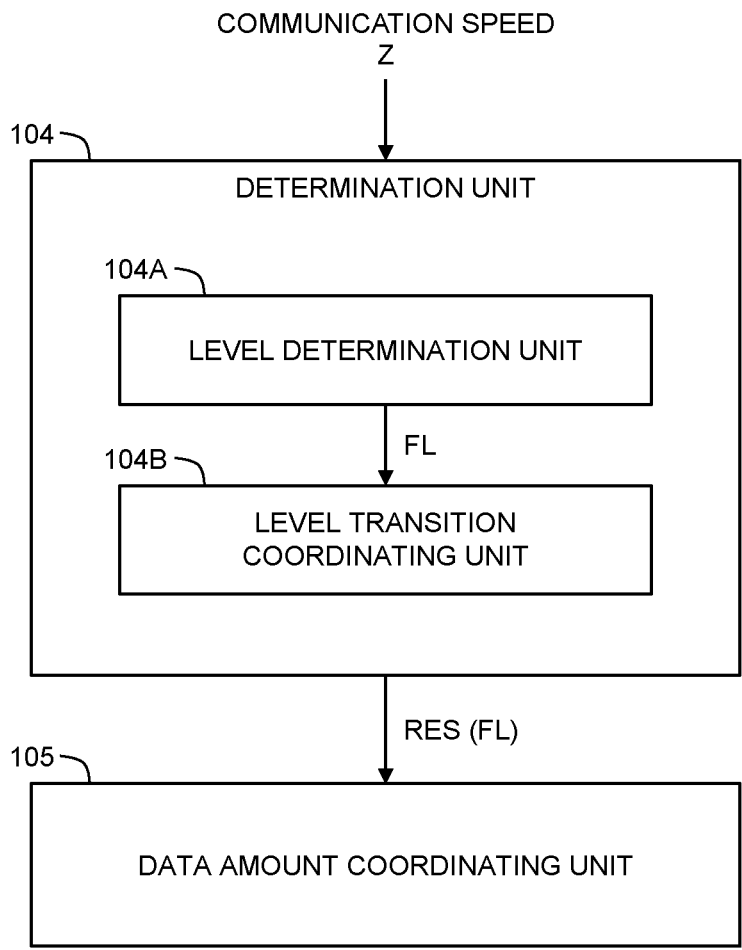 COMMUNICATION SPEED
Z
104
DETERMINATION UNIT
104A
LEVEL DETERMINATION UNIT
FL
104B
LEVEL TRANSITION
COORDINATING UNIT
RES (FL)
105
DATA AMOUNT COORDINATING UNIT